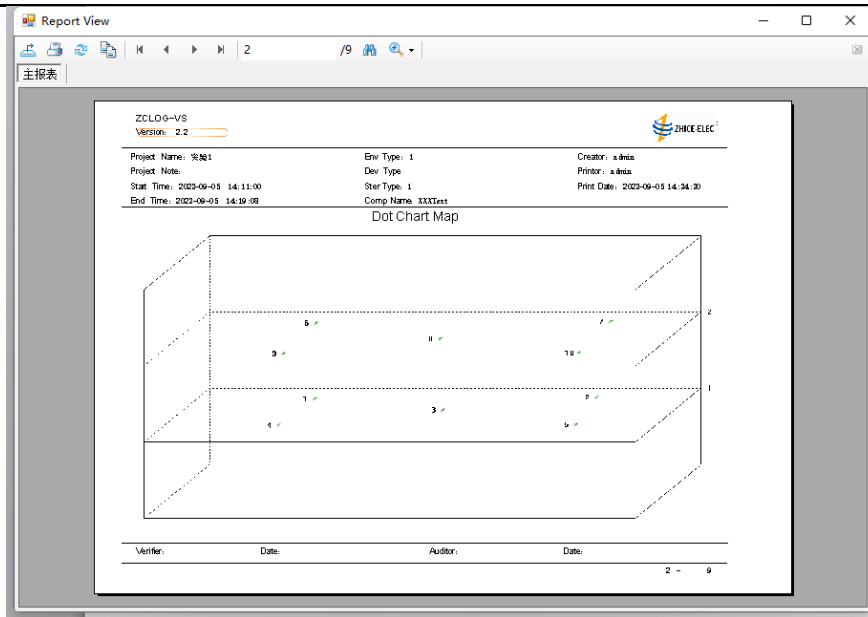 Report View
2 /9
主报表
ZCLOG-VS
Version: 2.2
ZHICE-ELEC
Project Name: 实验1 Env Type: 1 Creator: admin
Project Note: Dev Type Printor: admin
Start Time: 2022-09-05 14:11:00 Ster Type: 1 Print Date: 2022-09-05 14:34:30
End Time: 2022-09-05 14:19:08 Comp Name XXXTest
Dot Chart Map
2
6 7
8
9 10
1
1 2
3
4 5
Verifier: Date: Auditor: Date:
2 - 9